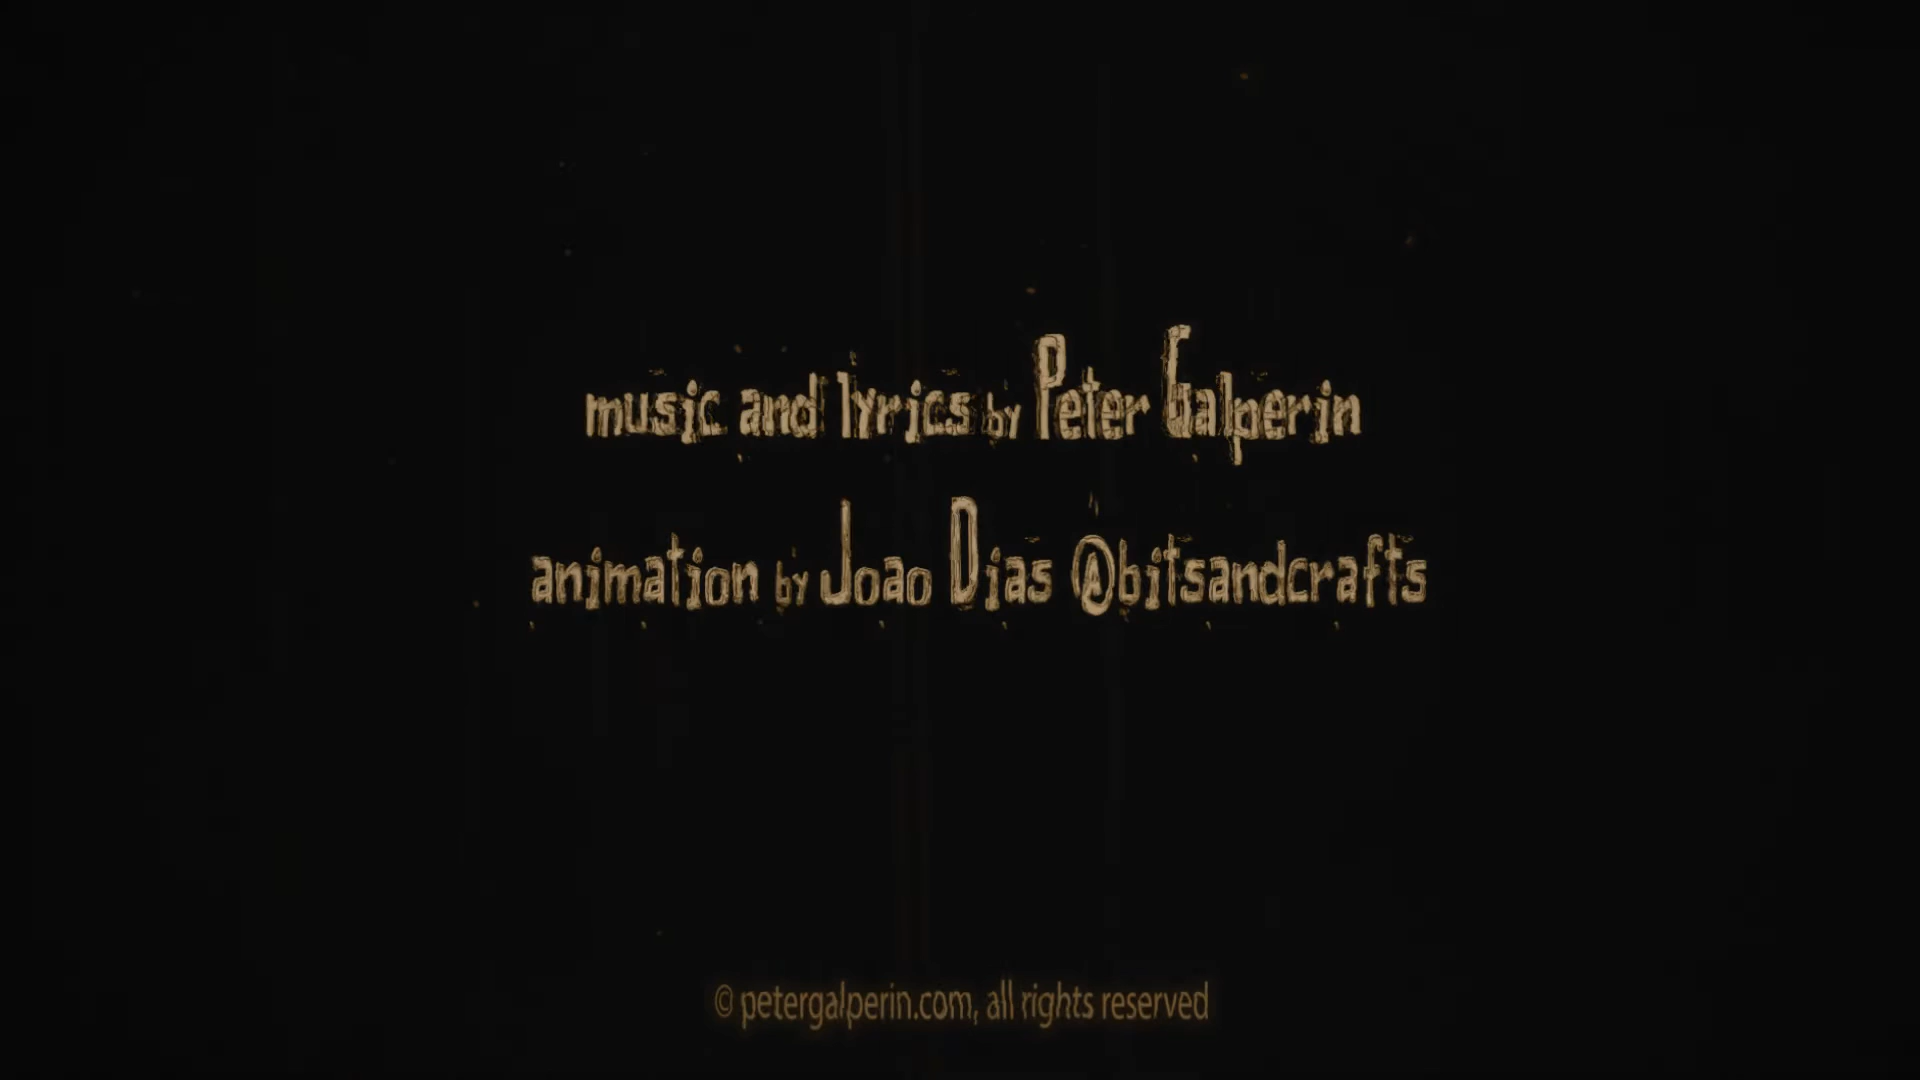 music and lyrics by Peter Galperin
animation by Joao Dias @bitsandcrafts
© petergalperin.com, all rights reserved